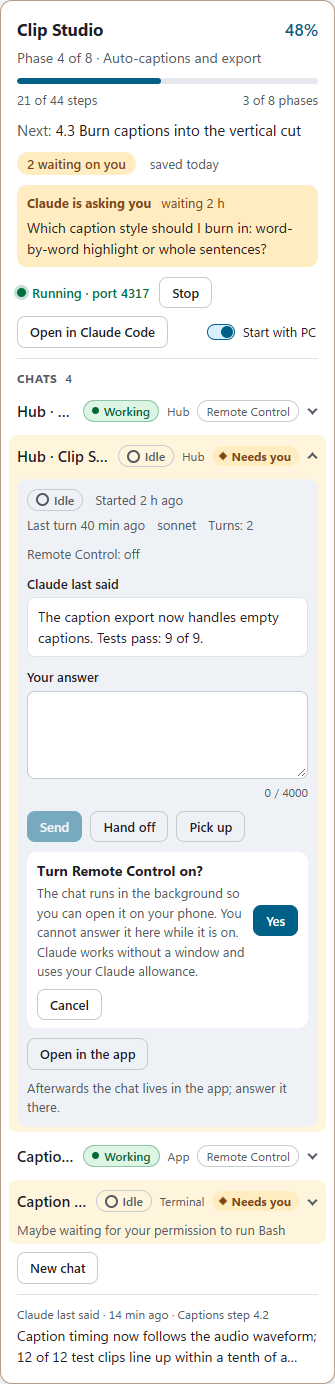 Clip Studio 48%
Phase 4 of 8 · Auto-captions and export
21 of 44 steps 3 of 8 phases
Next: 4.3 Burn captions into the vertical cut
2 waiting on you saved today
Claude is asking you waiting 2 h
Which caption style should I burn in: word-
by-word highlight or whole sentences?
Running · port 4317 Stop
Open in Claude Code Start with PC
CHATS 4
Hub · ... Working Hub Remote Control
Hub · Clip S... Idle Hub Needs you
Idle Started 2 h ago
Last turn 40 min ago sonnet Turns: 2
Remote Control: off
Claude last said
The caption export now handles empty
captions. Tests pass: 9 of 9.
Your answer
0 / 4000
Send Hand off Pick up
Turn Remote Control on?
The chat runs in the background so
you can open it on your phone. You
cannot answer it here while it is on.
Claude works without a window and
uses your Claude allowance.
Yes
Cancel
Open in the app
Afterwards the chat lives in the app; answer it
there.
Captio... Working App Remote Control
Caption ... Idle Terminal Needs you
Maybe waiting for your permission to run Bash
New chat
Claude last said · 14 min ago · Captions step 4.2
Caption timing now follows the audio waveform;
12 of 12 test clips line up within a tenth of a...